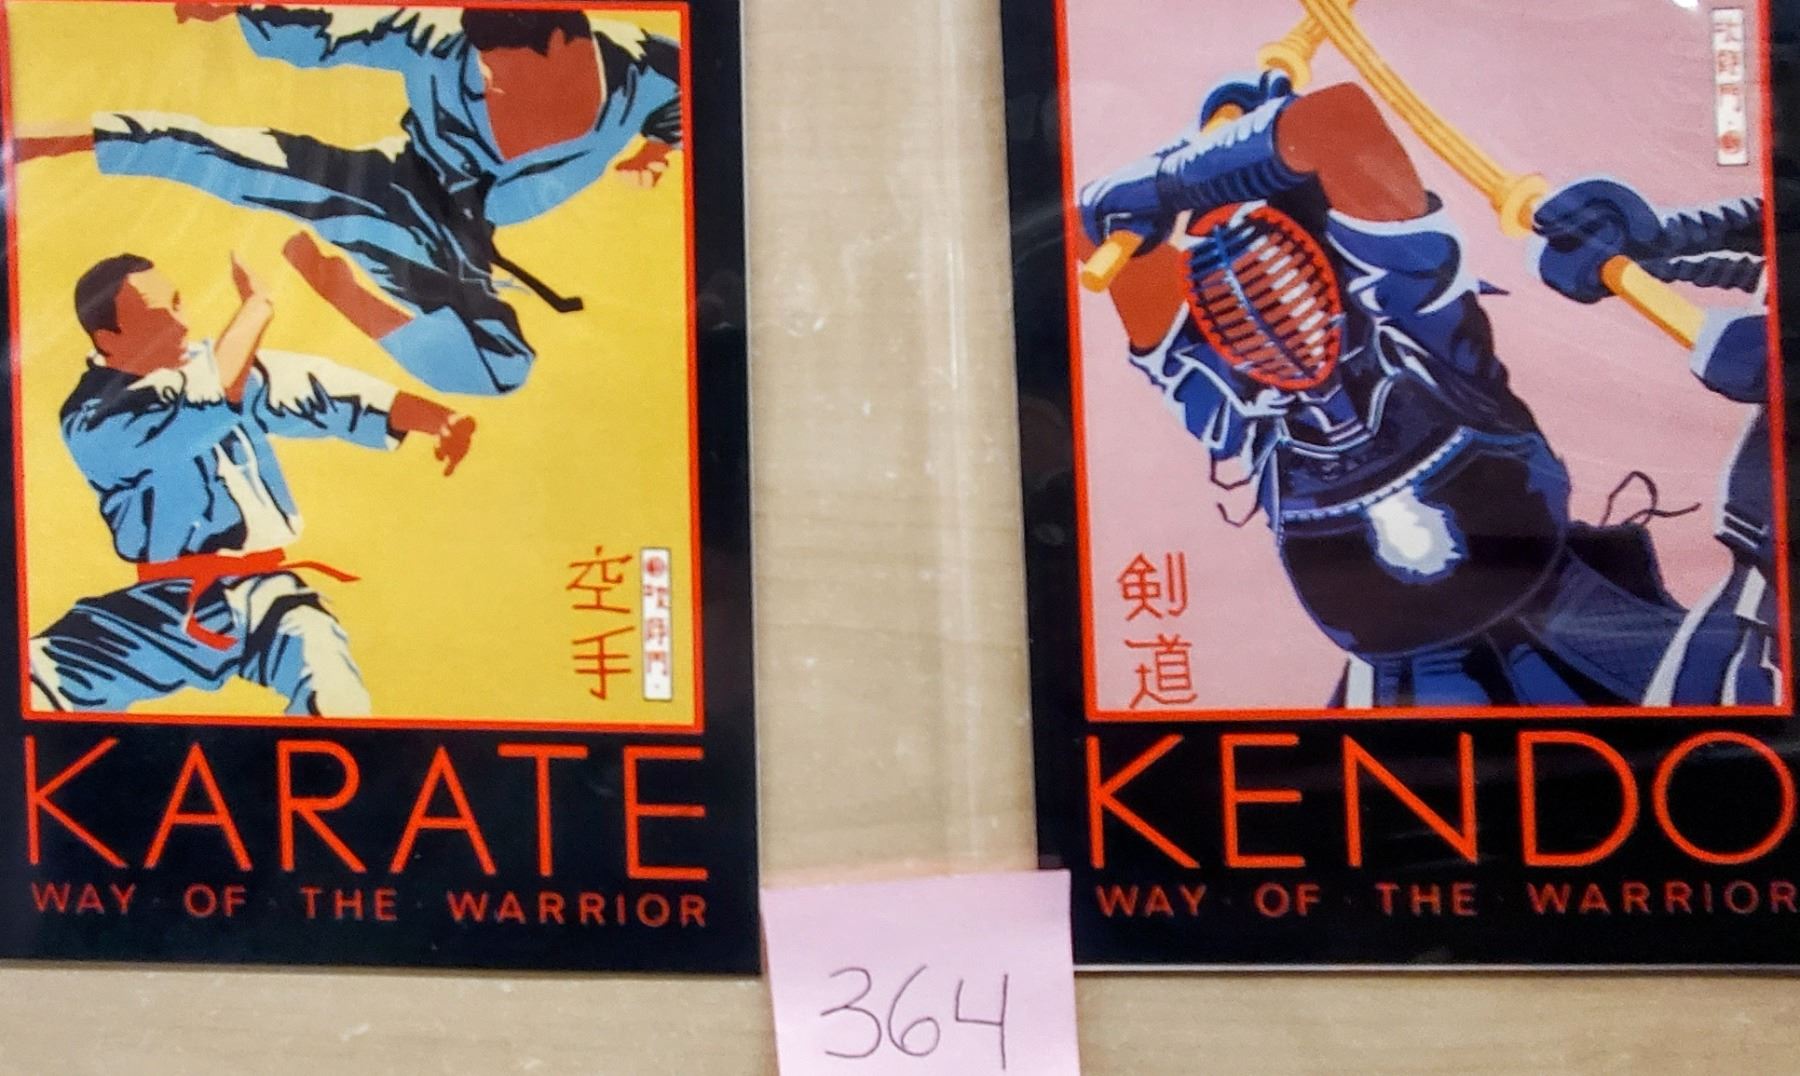 空手
KARATE
WAY OF THE WARRIOR
剣道
KENDO
WAY OF THE WARRIOR
364